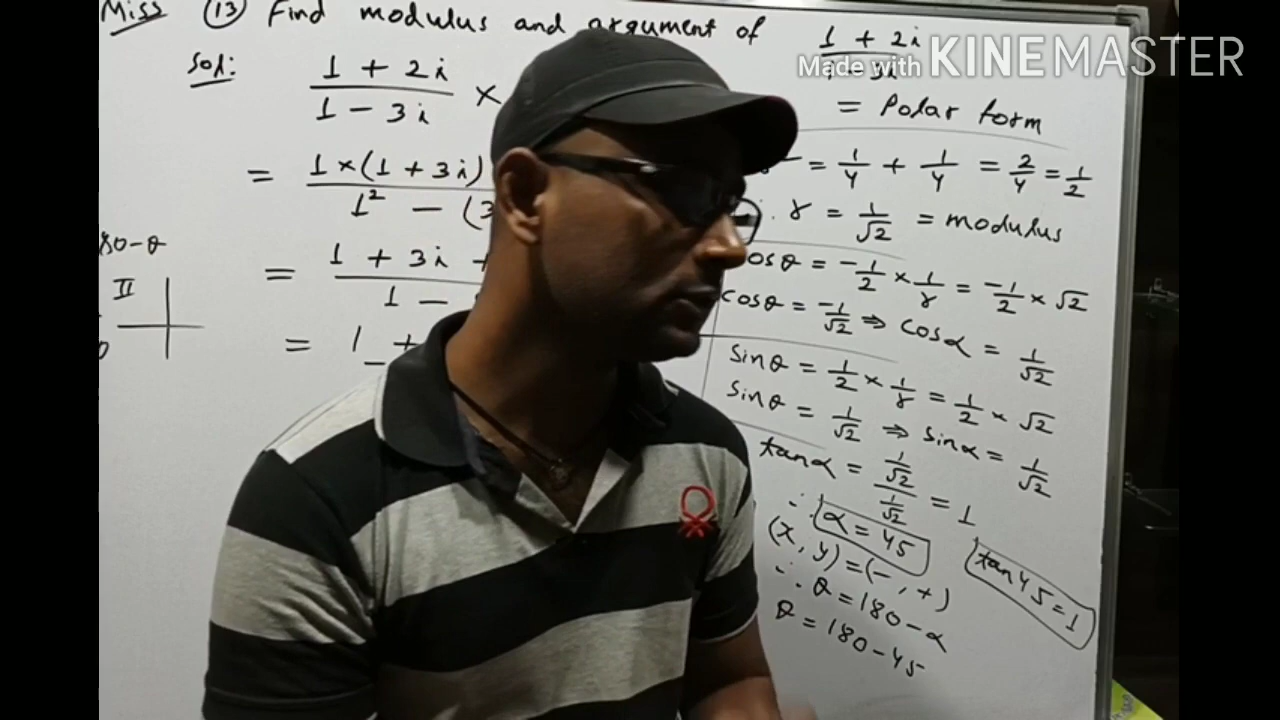 Miss (13) Find modulus and argument of (1 + 2i)/(1 - 3i)
Made with KINEMASTER
Sol: (1 + 2i)/(1 - 3i) ×
= Polar form
= (1×(1 + 3i))/(1² - (3
= (1 + 3i +)/(1 -
= 1 +
80-θ
II
= 1/4 + 1/4 = 2/4 = 1/2
∴ r = 1/√2 = modulus
cosθ = -1/2 × 1/r = -1/2 × √2
cosθ = -1/√2 ⇒ cosα = 1/√2
sinθ = 1/2 × 1/r = 1/2 × √2
sinθ = 1/√2 ⇒ sinα = 1/√2
tanα = (1/√2)/(1/√2) = 1
∴ α = 45
tan45 = 1
(x, y) = (-, +)
∴ θ = 180-α
θ = 180-45